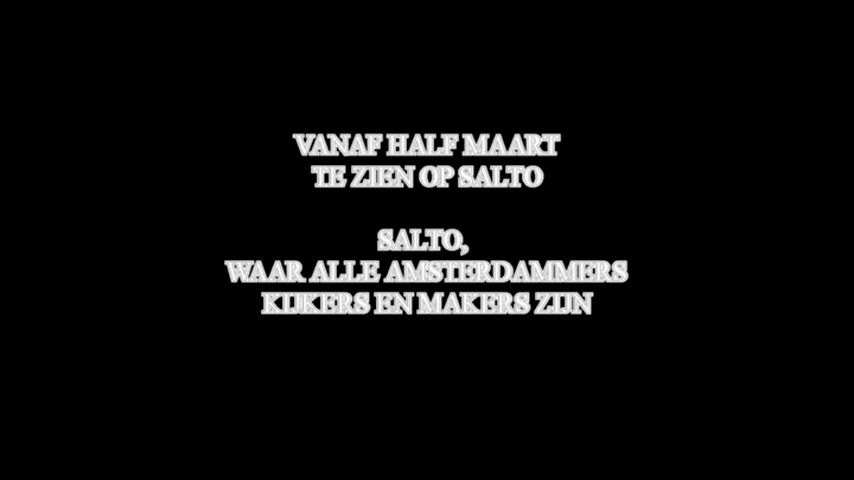 VANAF HALF MAART
TE ZIEN OP SALTO
SALTO,
WAAR ALLE AMSTERDAMMERS
KIJKERS EN MAKERS ZIJN